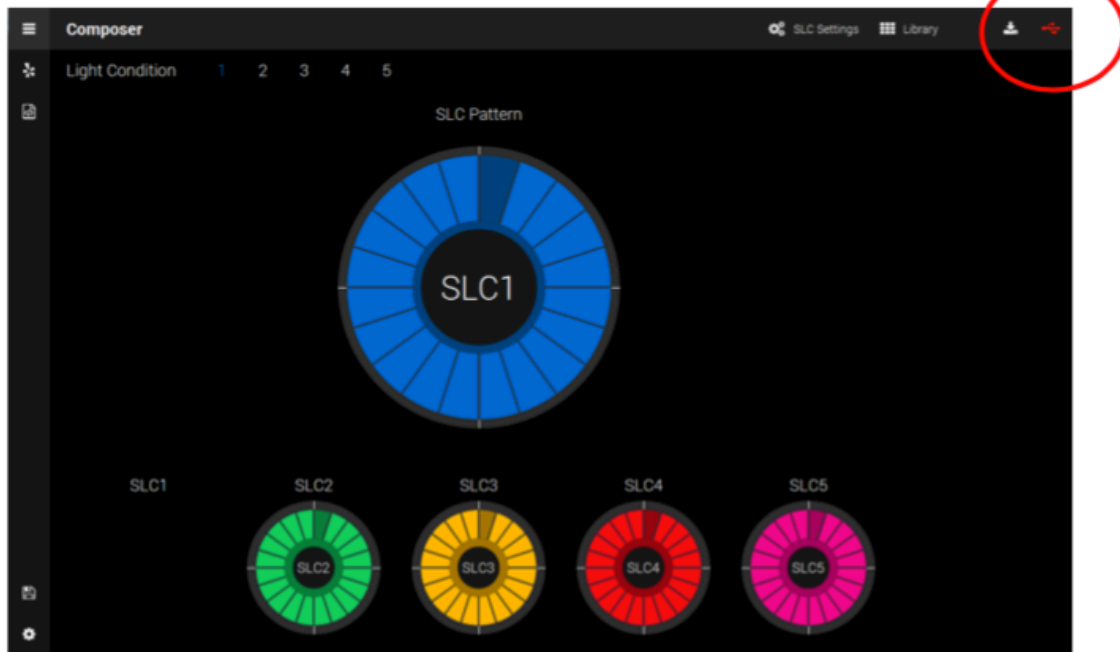 Composer SLC Settings Library
Light Condition 1 2 3 4 5
SLC Pattern
SLC1
SLC1 SLC2 SLC3 SLC4 SLC5
SLC2 SLC3 SLC4 SLC5